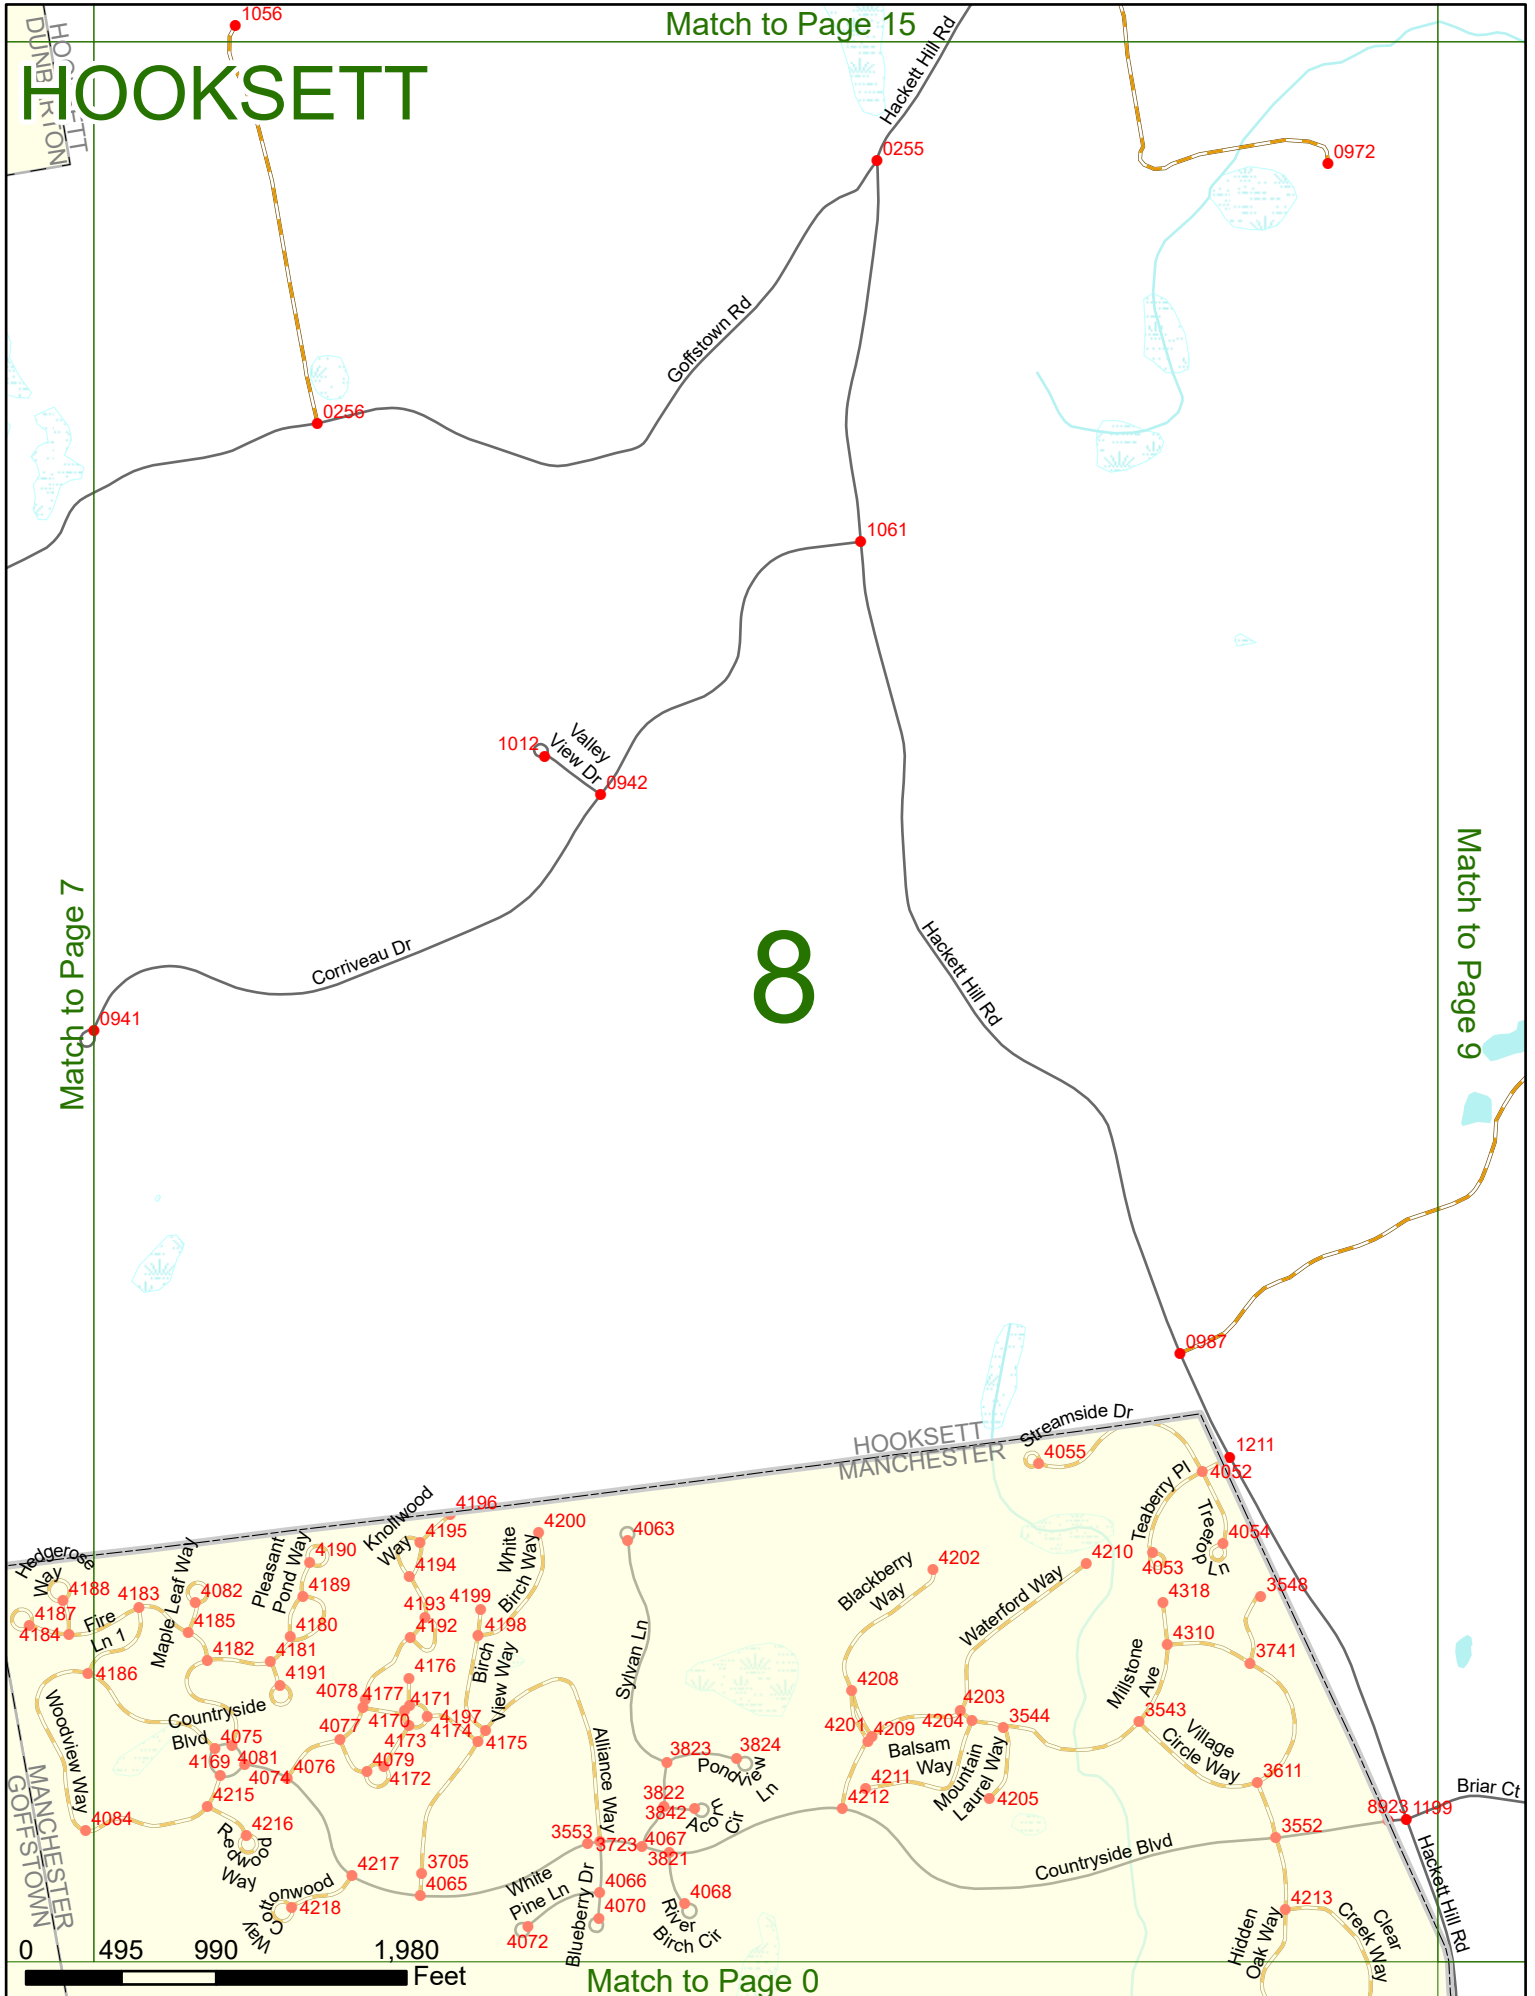 Match to Page 15
HOOKSETT
DUNBARTON
HOOKSETT
1056
Hackett Hill Rd
0255
0972
Goffstown Rd
0256
1061
Valley
View Dr
1012
0942
Match to Page 7
Match to Page 9
8
Corriveau Dr
Hackett Hill Rd
0941
0987
HOOKSETT
MANCHESTER
Streamside Dr
4055
1211
4052
Teaberry Pl
Treetop
Ln
4054
4053
4196
Knollwood
Way
4195
4194
White
Birch Way
4200
4063
Hedgerose
Way
4188
4187
4184
4183
Fire
Ln 1
Maple Leaf Way
4082
4185
Pleasant
Pond Way
4190
4189
4180
4193
4192
4199
4198
Blackberry
Way
4202
4210
Waterford Way
4318
3548
4310
3741
4186
4182
4181
4191
4176
Birch
View Way
Sylvan Ln
4208
Millstone
Ave
4078
4177
4171
4170
4197
4174
4173
4175
4203
4204
3544
3543
Woodview Way
Countryside
Blvd
4075
4169
4081
4074
4076
4077
4079
4172
Alliance Way
3823
3824
Pondview
Ln
4201
4209
Balsam
Way
Mountain
Laurel Way
Village
Circle Way
4211
4212
4205
3611
Briar Ct
MANCHESTER
GOFFSTOWN
4084
4215
4216
Redwood
Way
3822
3842
Acorn
Cir
3553
3723
4067
3821
3552
8923
1199
4217
3705
4065
Cottonwood
Way
4218
White
Pine Ln
4072
Blueberry Dr
4066
4070
4068
River
Birch Cir
Countryside Blvd
4213
Hidden
Oak Way
Clear
Creek Way
Hackett Hill Rd
0 495 990 1,980
Feet
Match to Page 0